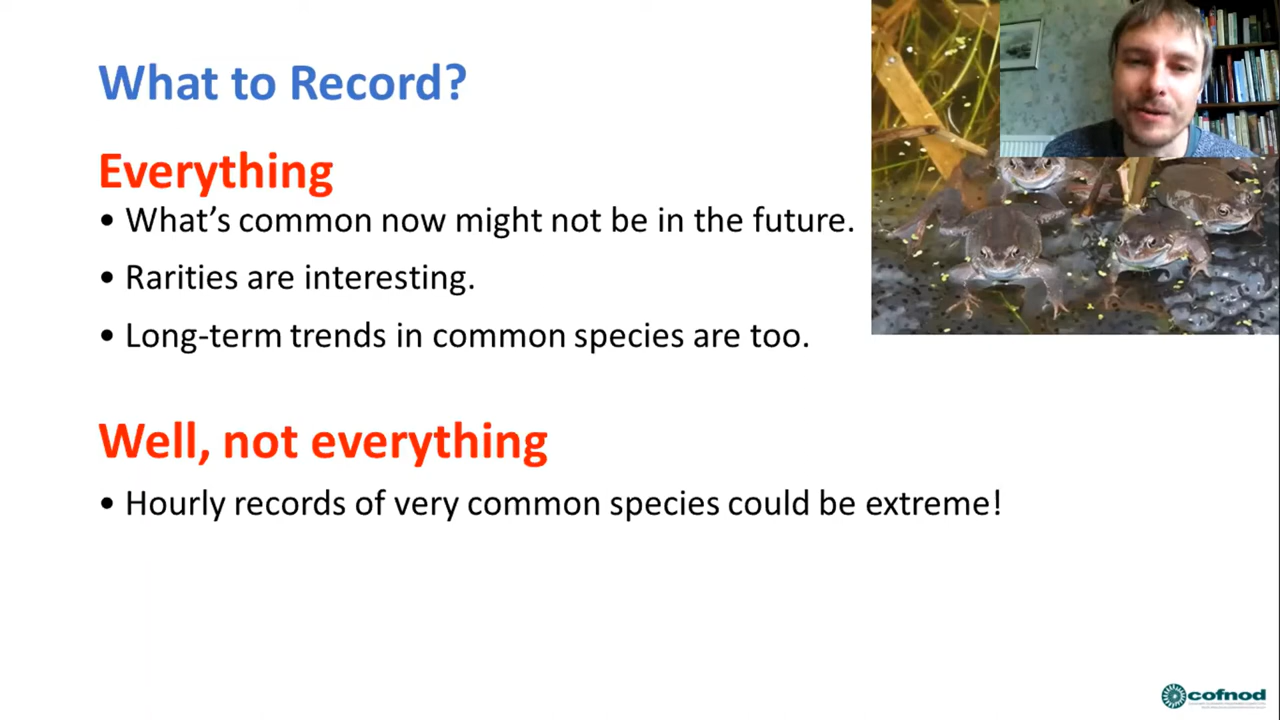 What to Record?
Everything
• What's common now might not be in the future.
• Rarities are interesting.
• Long-term trends in common species are too.
Well, not everything
• Hourly records of very common species could be extreme!
cofnod